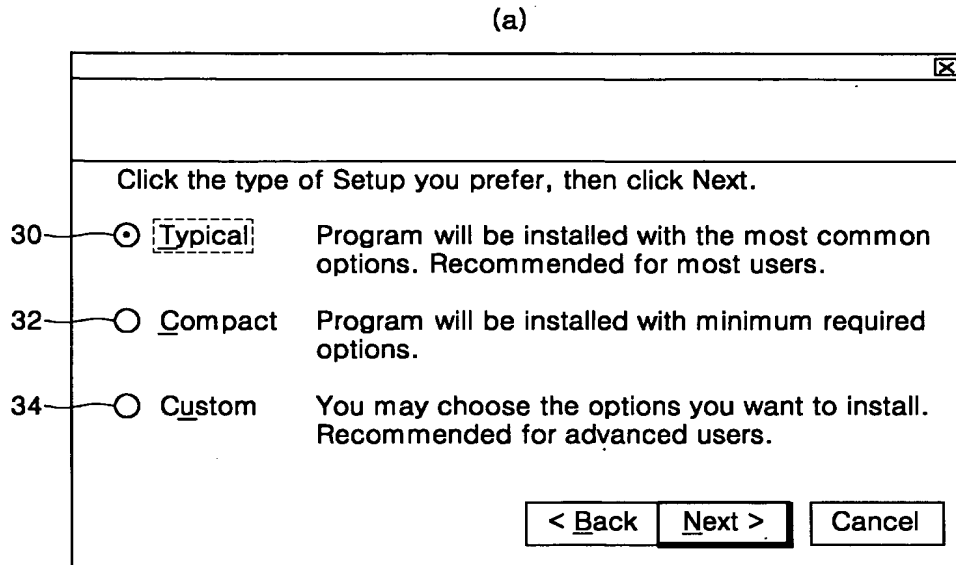 (a)
Click the type of Setup you prefer, then click Next.
30 Typical Program will be installed with the most common
options. Recommended for most users.
32 Compact Program will be installed with minimum required
options.
34 Custom You may choose the options you want to install.
Recommended for advanced users.
< Back Next > Cancel